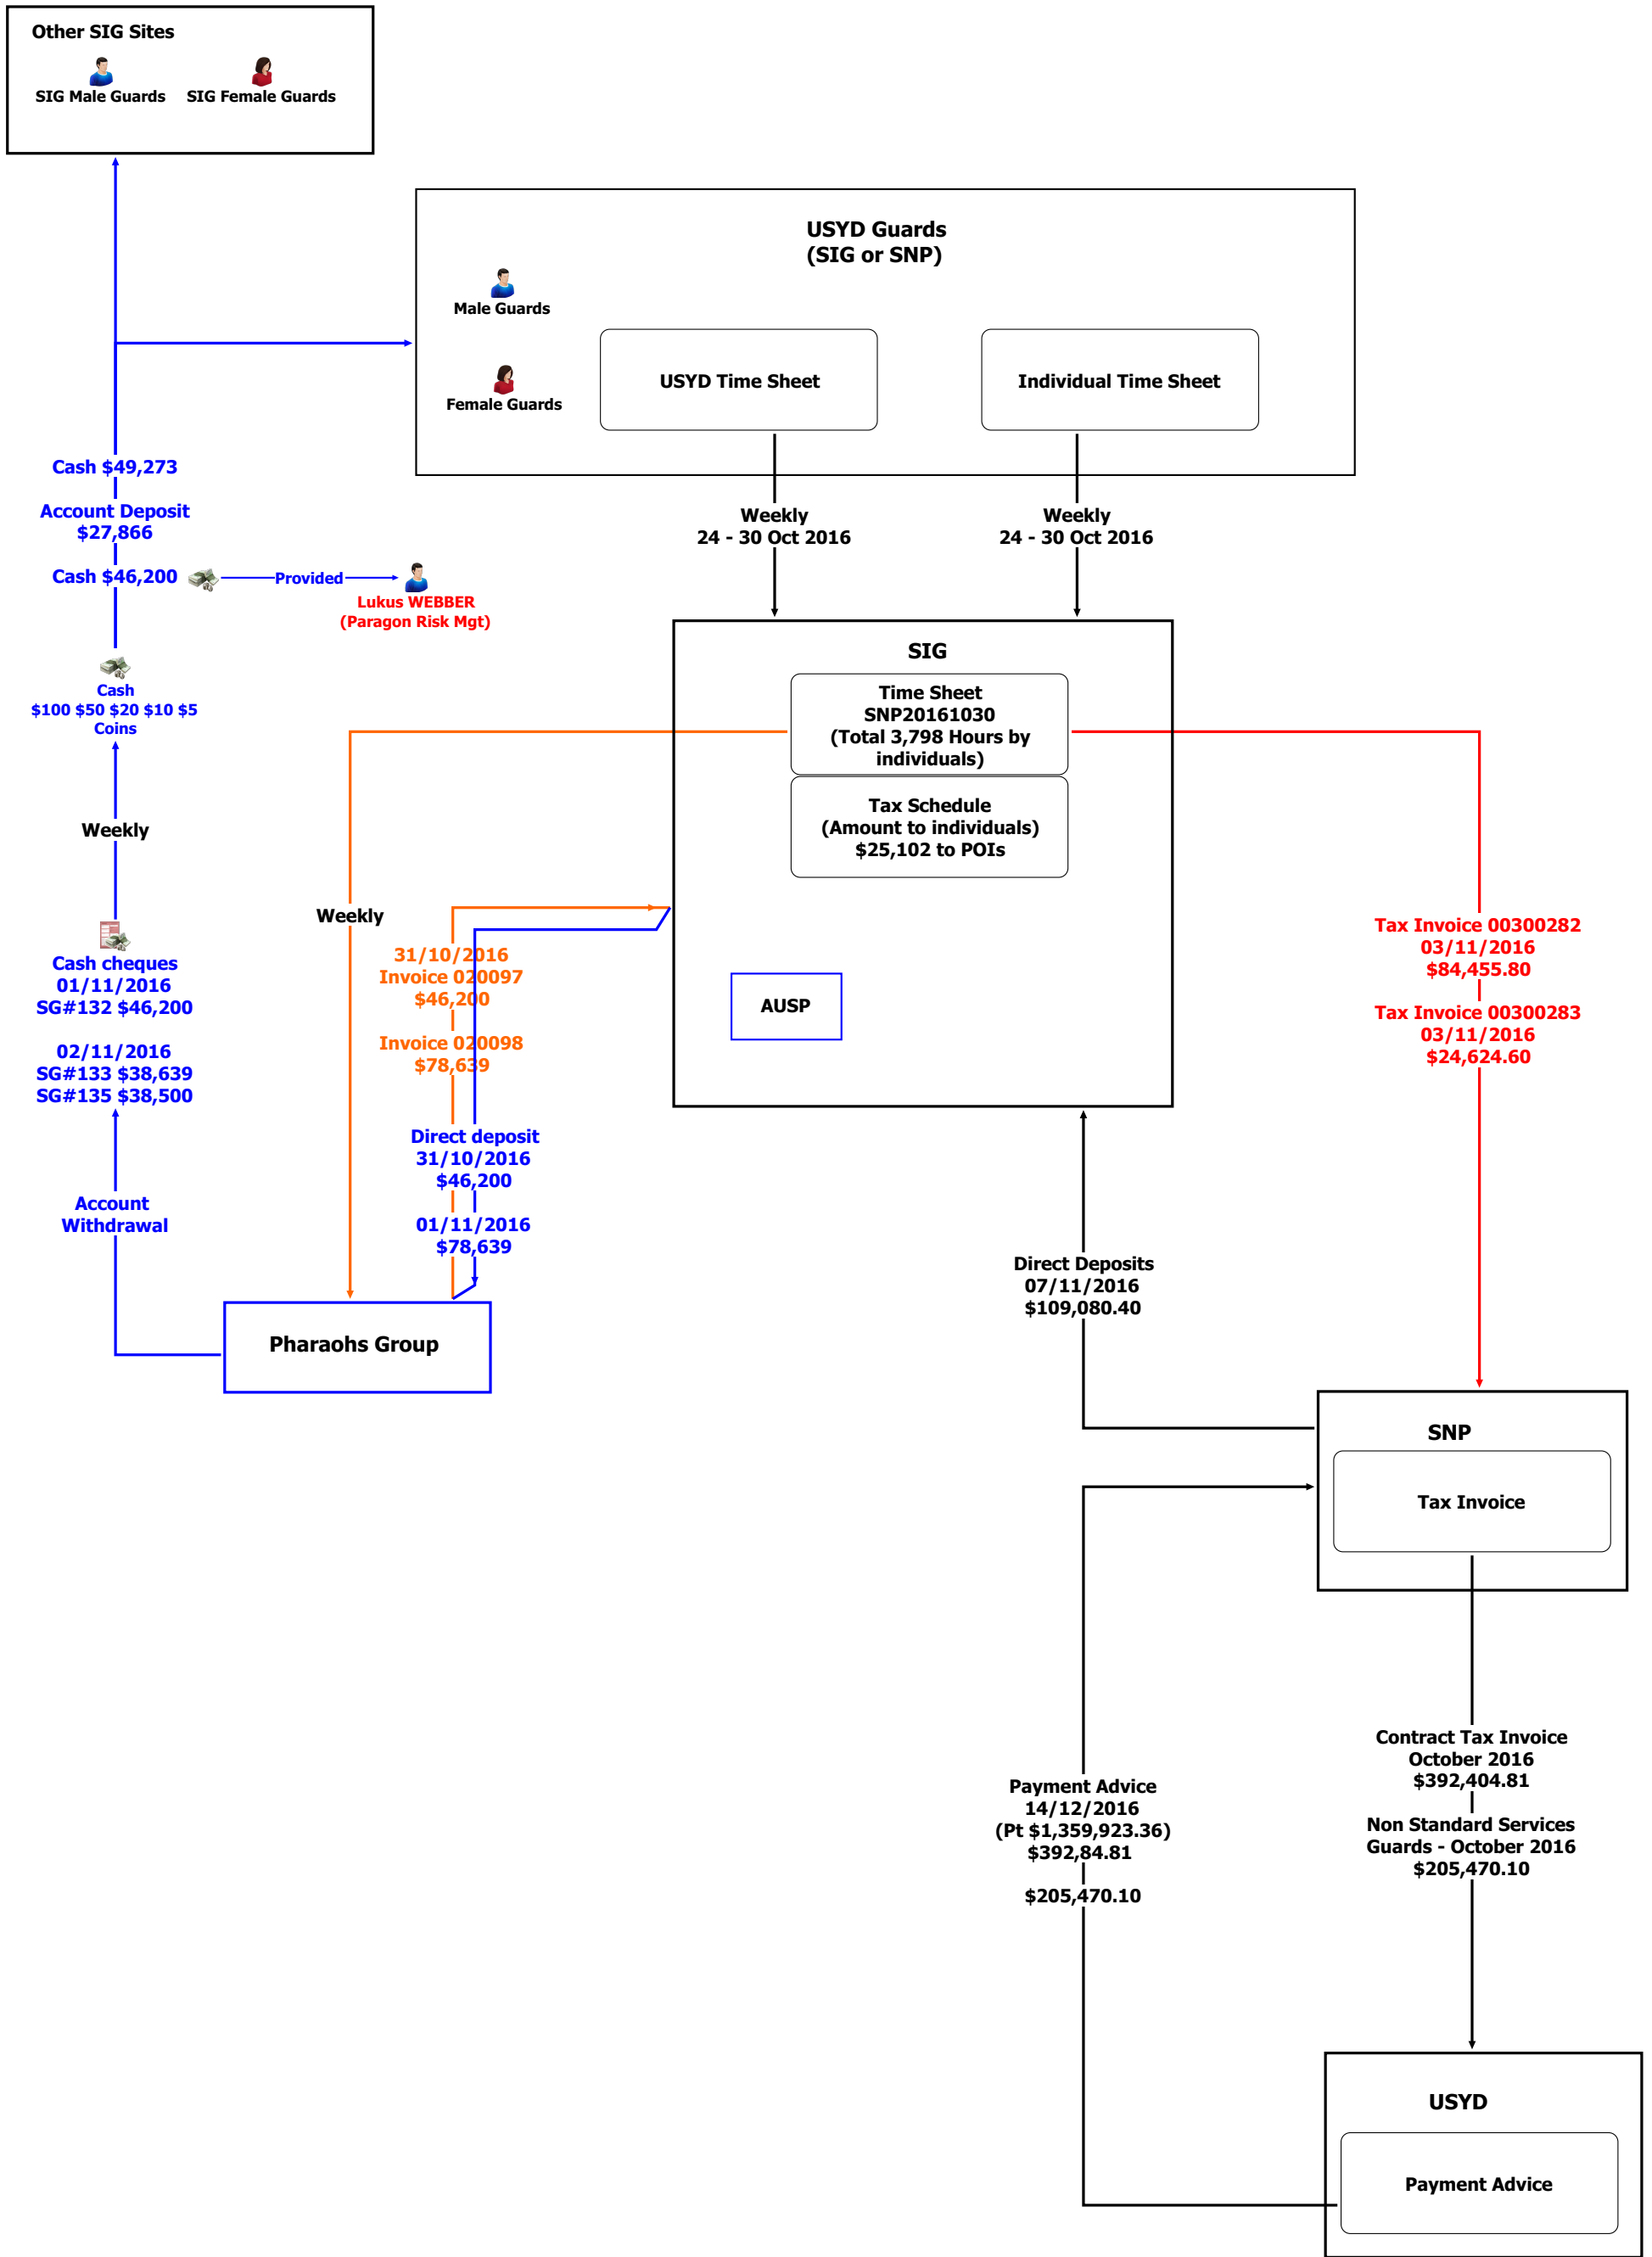 Other SIG Sites
SIG Male Guards
SIG Female Guards
USYD Guards
(SIG or SNP)
Male Guards
Female Guards
USYD Time Sheet
Individual Time Sheet
Cash $49,273
Account Deposit
$27,866
Cash $46,200
Provided
Lukus WEBBER
(Paragon Risk Mgt)
Weekly
24 - 30 Oct 2016
Weekly
24 - 30 Oct 2016
Cash
$100 $50 $20 $10 $5
Coins
Weekly
SIG
Time Sheet
SNP20161030
(Total 3,798 Hours by
individuals)
Tax Schedule
(Amount to individuals)
$25,102 to POIs
AUSP
Weekly
Cash cheques
01/11/2016
SG#132 $46,200
02/11/2016
SG#133 $38,639
SG#135 $38,500
31/10/2016
Invoice 020097
$46,200
Invoice 020098
$78,639
Tax Invoice 00300282
03/11/2016
$84,455.80
Tax Invoice 00300283
03/11/2016
$24,624.60
Direct deposit
31/10/2016
$46,200
01/11/2016
$78,639
Account
Withdrawal
Pharaohs Group
Direct Deposits
07/11/2016
$109,080.40
SNP
Tax Invoice
Contract Tax Invoice
October 2016
$392,404.81
Non Standard Services
Guards - October 2016
$205,470.10
Payment Advice
14/12/2016
(Pt $1,359,923.36)
$392,84.81
$205,470.10
USYD
Payment Advice